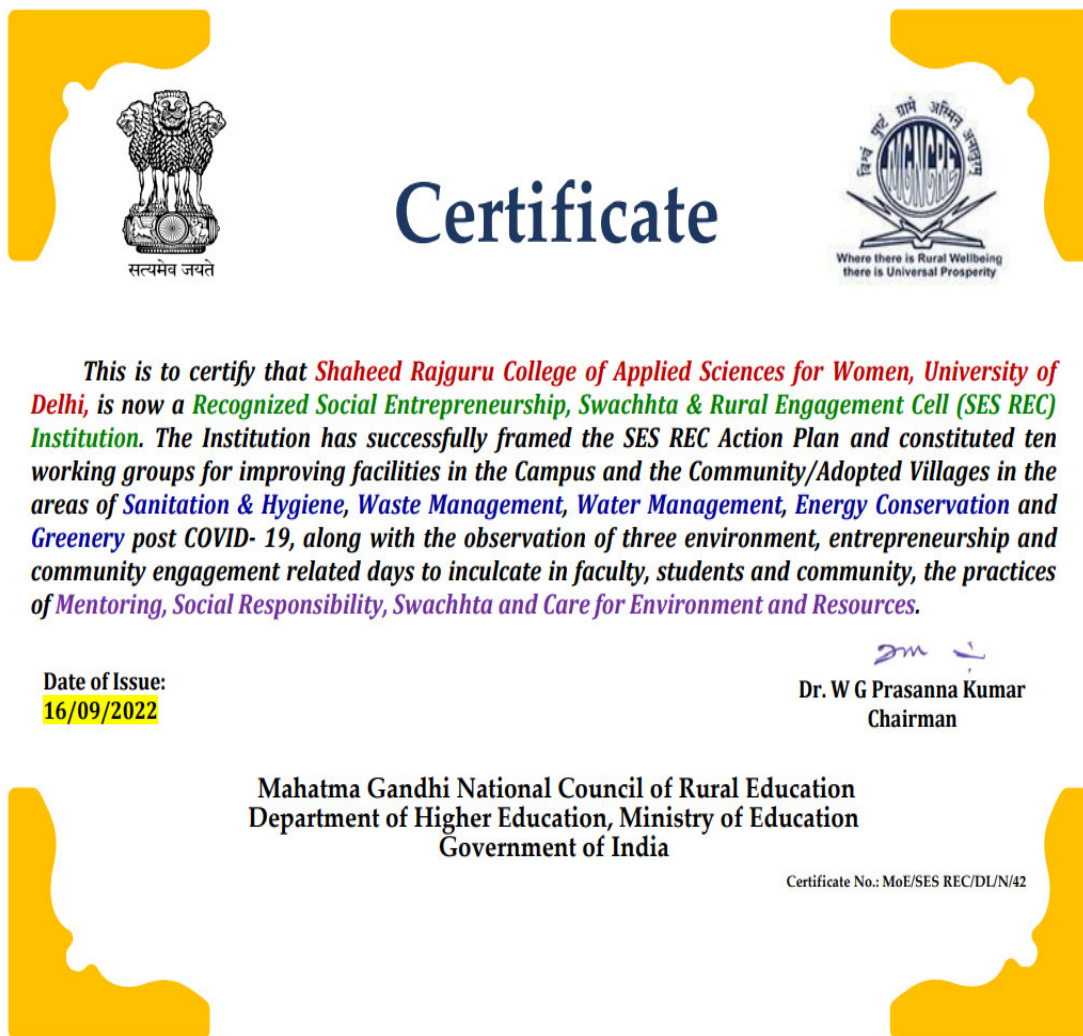 सत्यमेव जयते
Certificate
विश्वं पुष्टं ग्रामे अस्मिन् अनातुरम्
MGNCRE
Where there is Rural Wellbeing
there is Universal Prosperity
This is to certify that Shaheed Rajguru College of Applied Sciences for Women, University of
Delhi, is now a Recognized Social Entrepreneurship, Swachhta & Rural Engagement Cell (SES REC)
Institution. The Institution has successfully framed the SES REC Action Plan and constituted ten
working groups for improving facilities in the Campus and the Community/Adopted Villages in the
areas of Sanitation & Hygiene, Waste Management, Water Management, Energy Conservation and
Greenery post COVID- 19, along with the observation of three environment, entrepreneurship and
community engagement related days to inculcate in faculty, students and community, the practices
of Mentoring, Social Responsibility, Swachhta and Care for Environment and Resources.
Date of Issue:
16/09/2022
Dr. W G Prasanna Kumar
Chairman
Mahatma Gandhi National Council of Rural Education
Department of Higher Education, Ministry of Education
Government of India
Certificate No.: MoE/SES REC/DL/N/42